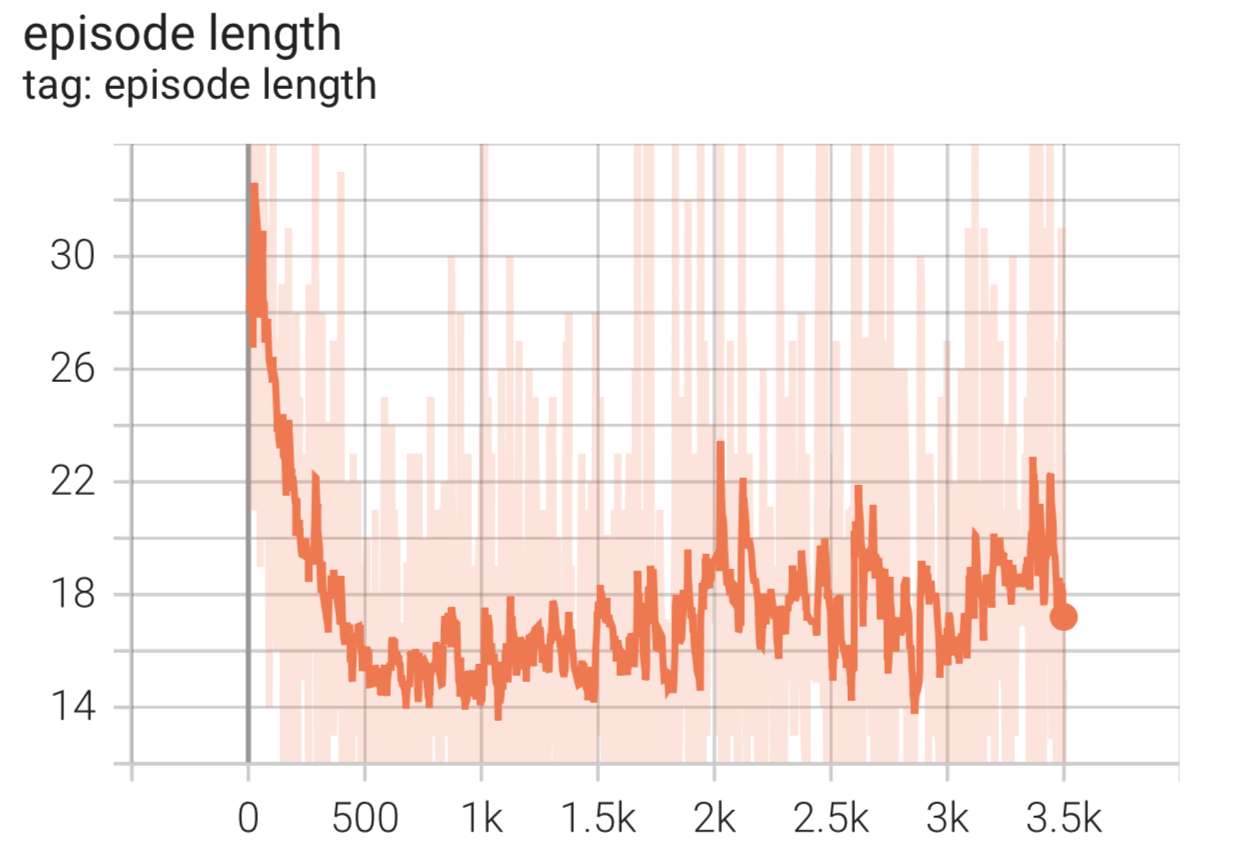 episode length
tag: episode length
30
26
22
18
14
0 500 1k 1.5k 2k 2.5k 3k 3.5k